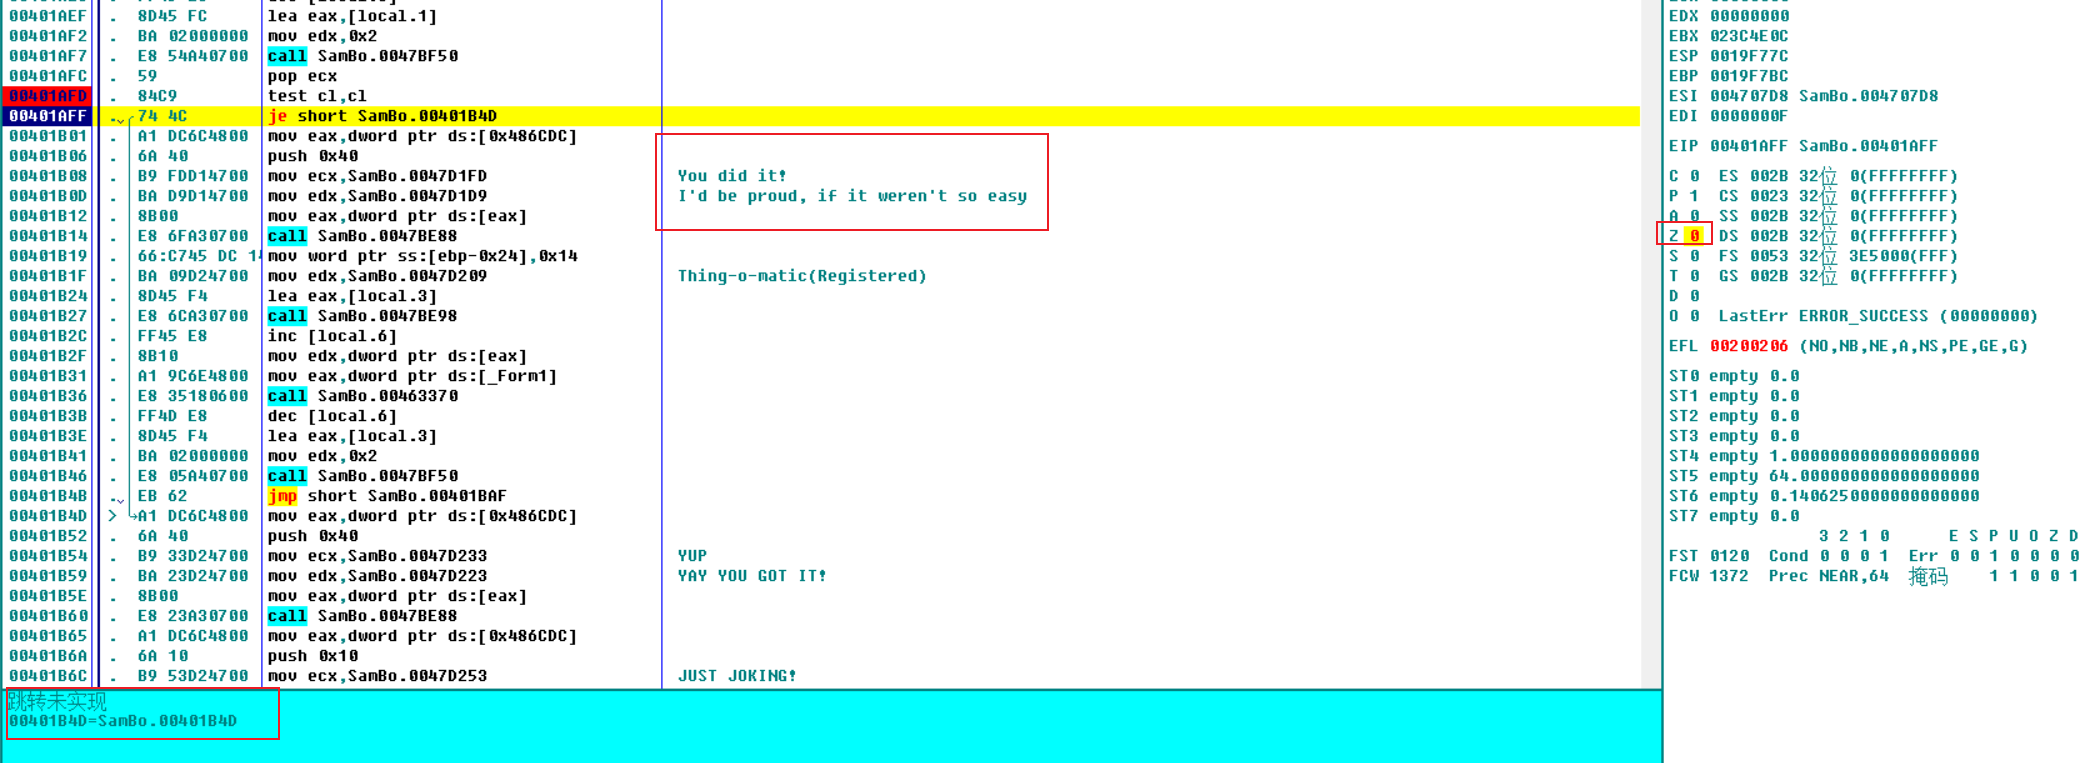 00401AEF . 8D45 FC lea eax,[local.1]
00401AF2 . BA 02000000 mov edx,0x2
00401AF7 . E8 54A40700 call SamBo.0047BF50
00401AFC . 59 pop ecx
00401AFD . 84C9 test cl,cl
00401AFF . 74 4C je short SamBo.00401B4D
00401B01 . A1 DC6C4800 mov eax,dword ptr ds:[0x486CDC]
00401B06 . 6A 40 push 0x40
00401B08 . B9 FDD14700 mov ecx,SamBo.0047D1FD You did it!
00401B0D . BA D9D14700 mov edx,SamBo.0047D1D9 I'd be proud, if it weren't so easy
00401B12 . 8B00 mov eax,dword ptr ds:[eax]
00401B14 . E8 6FA30700 call SamBo.0047BE88
00401B19 . 66:C745 DC 14 mov word ptr ss:[ebp-0x24],0x14
00401B1F . BA 09D24700 mov edx,SamBo.0047D209 Thing-o-matic(Registered)
00401B24 . 8D45 F4 lea eax,[local.3]
00401B27 . E8 6CA30700 call SamBo.0047BE98
00401B2C . FF45 E8 inc [local.6]
00401B2F . 8B10 mov edx,dword ptr ds:[eax]
00401B31 . A1 9C6E4800 mov eax,dword ptr ds:[_Form1]
00401B36 . E8 35180600 call SamBo.00463370
00401B3B . FF4D E8 dec [local.6]
00401B3E . 8D45 F4 lea eax,[local.3]
00401B41 . BA 02000000 mov edx,0x2
00401B46 . E8 05A40700 call SamBo.0047BF50
00401B4B . EB 62 jmp short SamBo.00401BAF
00401B4D > A1 DC6C4800 mov eax,dword ptr ds:[0x486CDC]
00401B52 . 6A 40 push 0x40
00401B54 . B9 33D24700 mov ecx,SamBo.0047D233 YUP
00401B59 . BA 23D24700 mov edx,SamBo.0047D223 YAY YOU GOT IT!
00401B5E . 8B00 mov eax,dword ptr ds:[eax]
00401B60 . E8 23A30700 call SamBo.0047BE88
00401B65 . A1 DC6C4800 mov eax,dword ptr ds:[0x486CDC]
00401B6A . 6A 10 push 0x10
00401B6C . B9 53D24700 mov ecx,SamBo.0047D253 JUST JOKING!
跳转未实现
00401B4D=SamBo.00401B4D
EDX 00000000
EBX 023C4E0C
ESP 0019F77C
EBP 0019F7BC
ESI 004707D8 SamBo.004707D8
EDI 0000000F
EIP 00401AFF SamBo.00401AFF
C 0 ES 002B 32位 0(FFFFFFFF)
P 1 CS 0023 32位 0(FFFFFFFF)
A 0 SS 002B 32位 0(FFFFFFFF)
Z 0 DS 002B 32位 0(FFFFFFFF)
S 0 FS 0053 32位 3E5000(FFF)
T 0 GS 002B 32位 0(FFFFFFFF)
D 0
O 0 LastErr ERROR_SUCCESS (00000000)
EFL 00200206 (NO,NB,NE,A,NS,PE,GE,G)
ST0 empty 0.0
ST1 empty 0.0
ST2 empty 0.0
ST3 empty 0.0
ST4 empty 1.0000000000000000000
ST5 empty 64.000000000000000000
ST6 empty 0.1406250000000000000
ST7 empty 0.0
3 2 1 0 E S P U O Z D
FST 0120 Cond 0 0 0 1 Err 0 0 1 0 0 0 0
FCW 1372 Prec NEAR,64 掩码 1 1 0 0 1